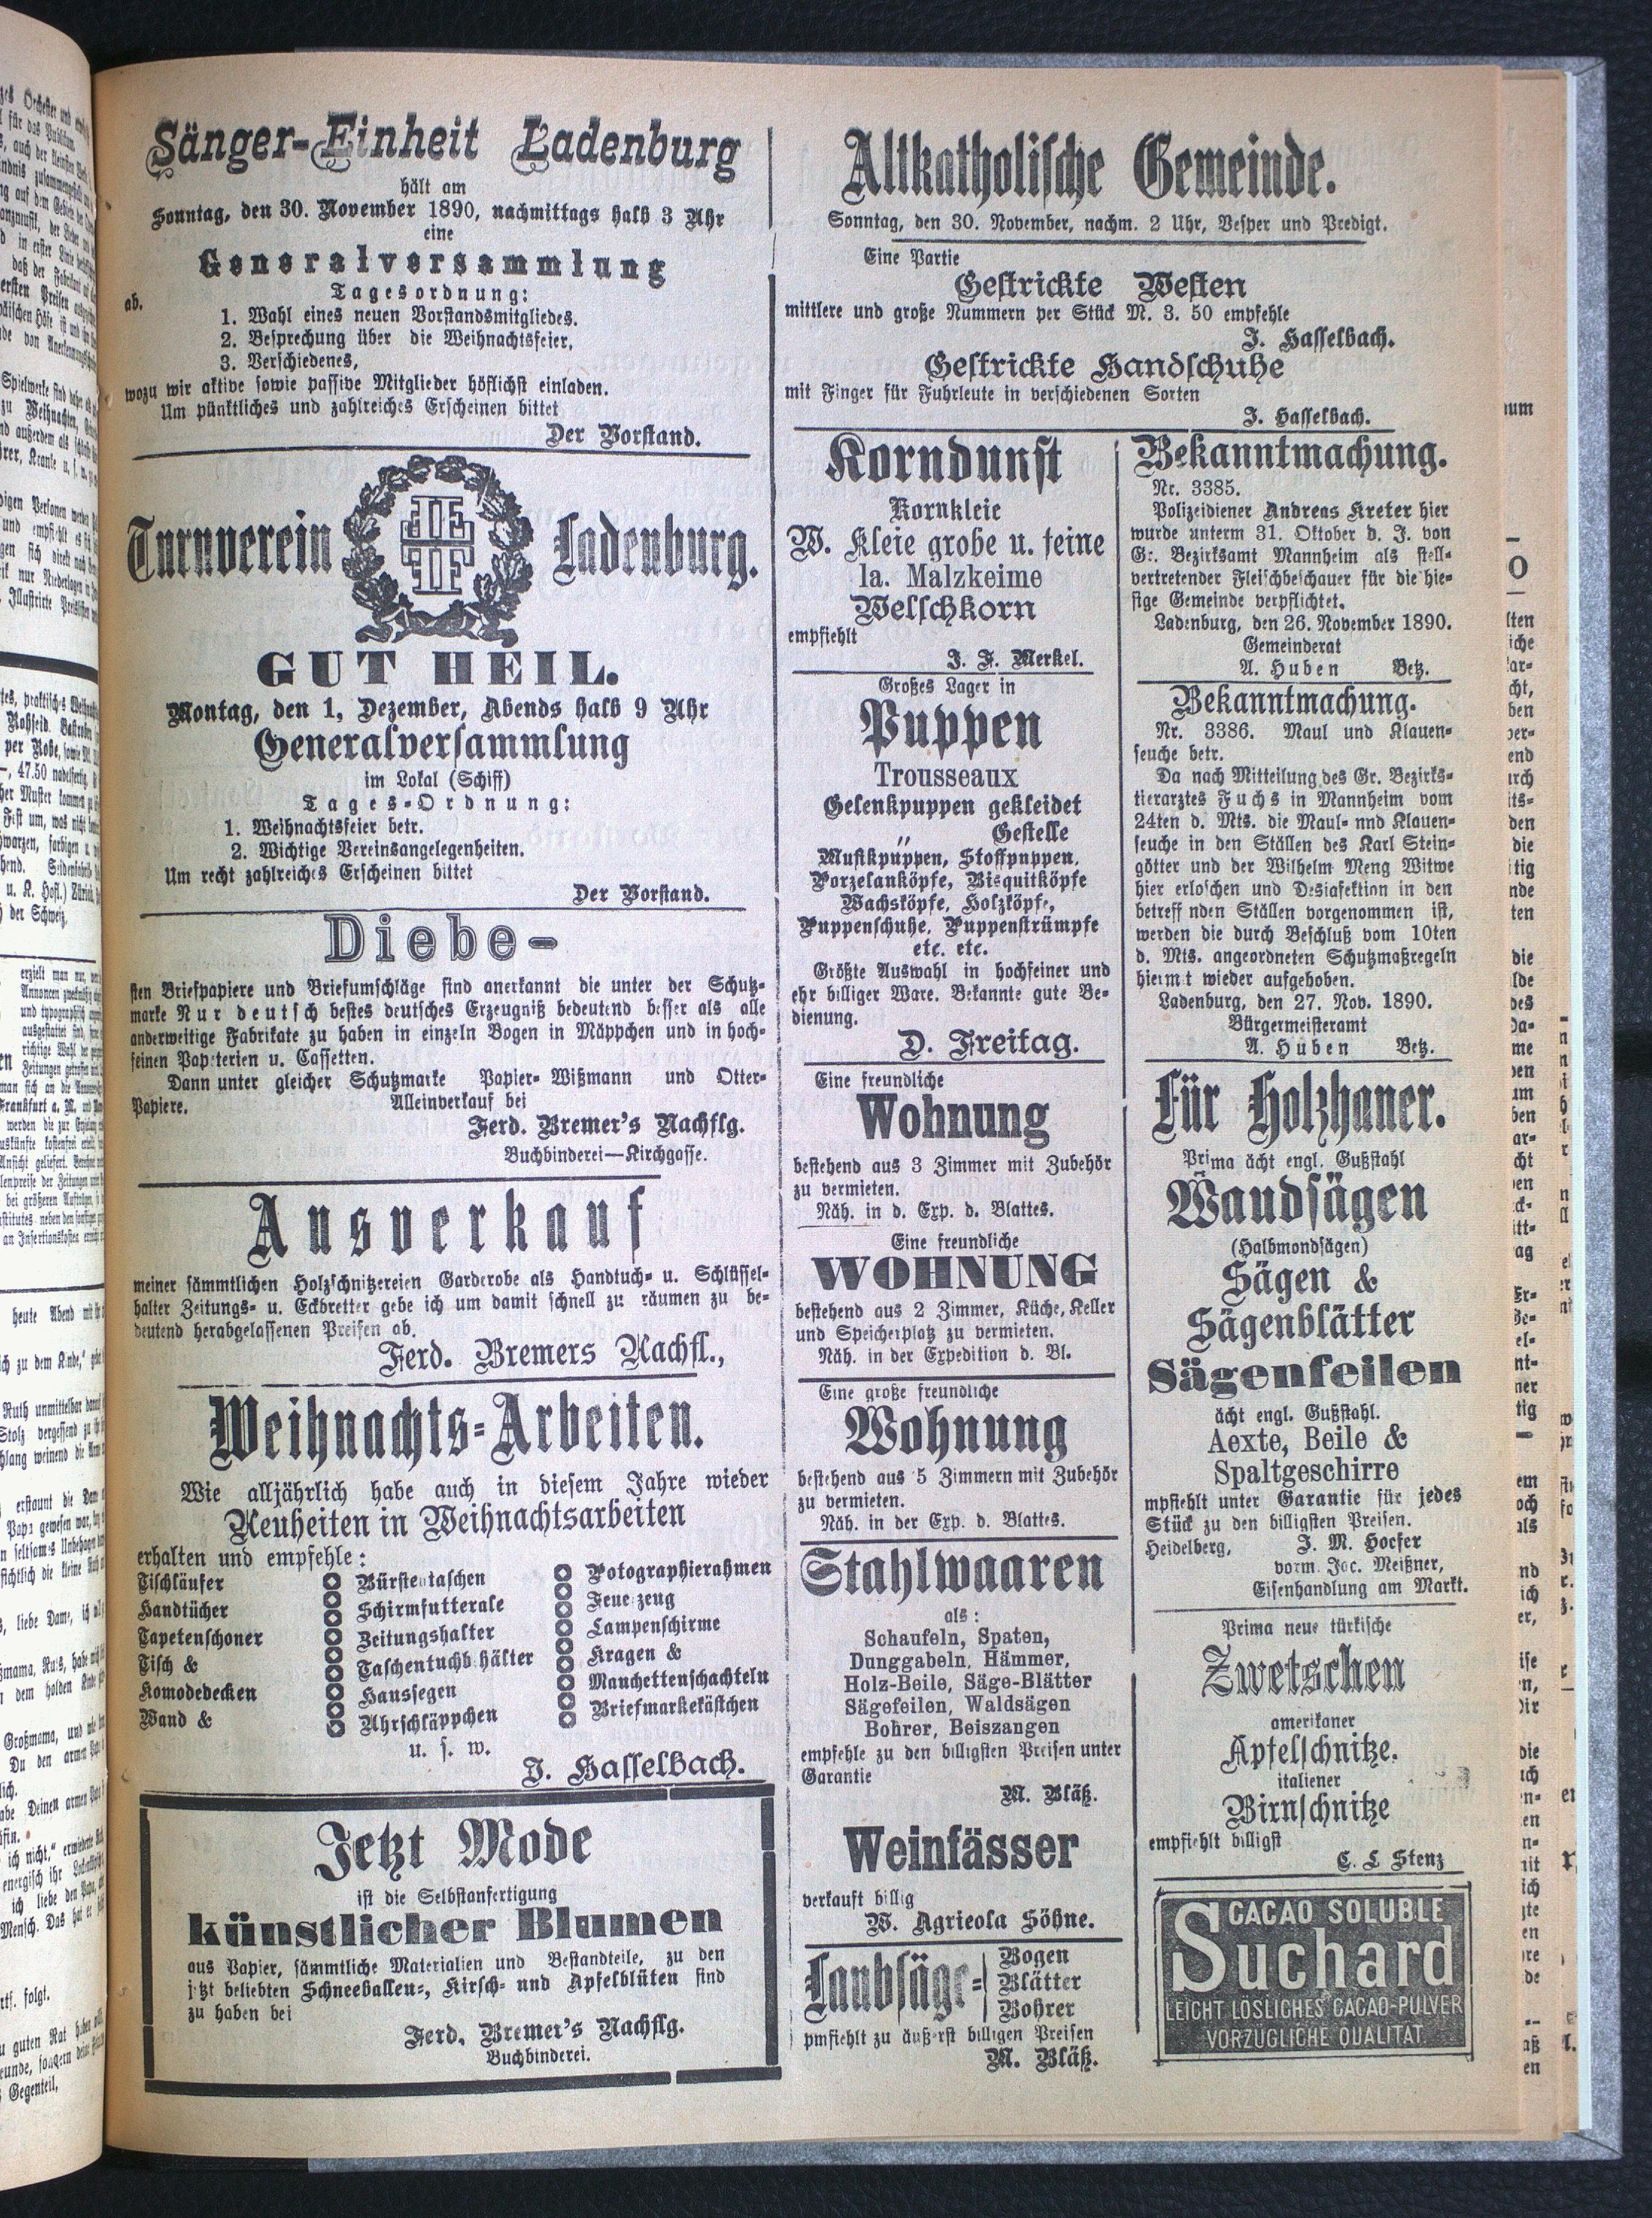 Sänger-Einheit Ladenburg
hält am
Sonntag, den 30. November 1890, nachmittags halb 3 Uhr
eine
Generalversammlung
ab.
Tagesordnung:
1. Wahl eines neuen Vorstandsmitgliedes.
2. Besprechung über die Weihnachtsfeier,
3. Verschiedenes,
wozu wir aktive sowie passive Mitglieder höflichst einladen.
Um pünktliches und zahlreiches Erscheinen bittet
Der Vorstand.
Turnverein Ladenburg.
GUT HEIL.
Montag, den 1. Dezember, Abends halb 9 Uhr
Generalversammlung
im Lokal (Schiff)
Tages-Ordnung:
1. Weihnachtsfeier betr.
2. Wichtige Vereinsangelegenheiten.
Um recht zahlreiches Erscheinen bittet
Der Vorstand.
Diebe-
sten Briefpapiere und Briefumschläge sind anerkannt die unter der Schutz-
marke Nur deutsch bestes deutsches Erzeugniß bedeutend besser als alle
anderweitige Fabrikate zu haben in einzeln Bogen in Mäppchen und in hoch-
feinen Papeterien u. Cassetten.
Dann unter gleicher Schutzmarke Papier- Wißmann und Otter-
Papiere. Alleinverkauf bei
Ferd. Bremer's Nachflg.
Buchbinderei—Kirchgasse.
Ausverkauf
meiner sämmtlichen Holzschnitzereien Garderobe als Handtuch- u. Schlüssel-
halter Zeitungs- u. Eckbretter gebe ich um damit schnell zu räumen zu be-
deutend herabgelassenen Preisen ab.
Ferd. Bremers Nachfl.,
Weihnachts-Arbeiten.
Wie alljährlich habe auch in diesem Jahre wieder
Neuheiten in Weihnachtsarbeiten
erhalten und empfehle:
Tischläufer
Handtücher
Tapetenschoner
Tisch &
Komodedecken
Wand &
Bürstentaschen
Schirmfutterale
Zeitungshalter
Taschentuchbehälter
Haussegen
Uhrschläppchen
Potographierahmen
Feuerzeug
Lampenschirme
Kragen &
Manchettenschachteln
Briefmarkekästchen
u. s. w.
J. Hasselbach.
Jetzt Mode
ist die Selbstanfertigung
künstlicher Blumen
aus Papier, sämmtliche Materialien und Bestandteile, zu den
jetzt beliebten Schneeballen-, Kirsch- und Apfelblüten sind
zu haben bei
Ferd. Bremer's Nachflg.
Buchbinderei.
Altkatholische Gemeinde.
Sonntag, den 30. November, nachm. 2 Uhr, Vesper und Predigt.
Eine Partie
Gestrickte Westen
mittlere und große Nummern per Stück M. 3. 50 empfehle
J. Hasselbach.
Gestrickte Handschuhe
mit Finger für Fuhrleute in verschiedenen Sorten
J. Hasselbach.
Korndunst
Kornkleie
W. Kleie grobe u. feine
la. Malzkeime
Welschkorn
empfiehlt
J. F. Merkel.
Großes Lager in
Puppen
Trousseaux
Gelenkpuppen gekleidet
„ Gestelle
Musikpuppen, Stoffpuppen,
Porzelanköpfe, Bisquitköpfe
Wachsköpfe, Holzköpfe,
Puppenschuhe, Puppenstrümpfe
etc. etc.
Größte Auswahl in hochfeiner und
ehr billiger Ware. Bekannte gute Be-
dienung.
D. Freitag.
Eine freundliche
Wohnung
bestehend aus 3 Zimmer mit Zubehör
zu vermieten.
Näh. in d. Exp. d. Blattes.
Eine freundliche
WOHNUNG
bestehend aus 2 Zimmer, Küche, Keller
und Speicherplatz zu vermieten.
Näh. in der Expedition d. Bl.
Eine große freundliche
Wohnung
bestehend aus 5 Zimmern mit Zubehör
zu vermieten.
Näh. in der Exp. d. Blattes.
Stahlwaaren
als:
Schaufeln, Spaten,
Dunggabeln, Hämmer,
Holz-Beile, Säge-Blätter
Sägefeilen, Waldsägen
Bohrer, Beiszangen
empfehle zu den billigsten Preisen unter
Garantie
M. Bläß.
Weinfässer
verkauft billig
W. Agricola Söhne.
Laubsäge-
Bogen
Blätter
Bohrer
pmfiehlt zu äußerst billigen Preisen
M. Bläß.
Bekanntmachung.
Nr. 3385.
Polizeidiener Andreas Kreter hier
wurde unterm 31. Oktober d. J. von
Gr. Bezirksamt Mannheim als stell-
vertretender Fleischbeschauer für die hie-
sige Gemeinde verpflichtet.
Ladenburg, den 26. November 1890.
Gemeinderat
A. Huben Betz.
Bekanntmachung.
Nr. 3386. Maul und Klauen-
seuche betr.
Da nach Mitteilung des Gr. Bezirks-
tierarztes Fuchs in Mannheim vom
24ten d. Mts. die Maul- nnd Klauen-
seuche in den Ställen des Karl Stein-
götter und der Wilhelm Meng Witwe
hier erloschen und Desinfektion in den
betreff nden Ställen vorgenommen ist,
werden die durch Beschluß vom 10ten
d. Mts. angeordneten Schutzmaßregeln
hiermit wieder aufgehoben.
Ladenburg, den 27. Nov. 1890.
Bürgermeisteramt
A. Huben Betz.
Für Holzhauer.
Prima ächt engl. Gußstahl
Waudsägen
(Halbmondsägen)
Sägen &
Sägenblätter
Sägenfeilen
ächt engl. Gußstahl.
Aexte, Beile &
Spaltgeschirre
mpfiehlt unter Garantie für jedes
Stück zu den billigsten Preisen.
Heidelberg, J. M. Hoefer
vorm. Jac. Meißner,
Eisenhandlung am Markt.
Prima neue türkische
Zwetschen
amerikaner
Apfelschnitze,
italiener
Birnschnitze
empfiehlt billigst
C. L Stenz
CACAO SOLUBLE
Suchard
LEICHT LÖSLICHES CACAO-PULVER
VORZÜGLICHE QUALITÄT